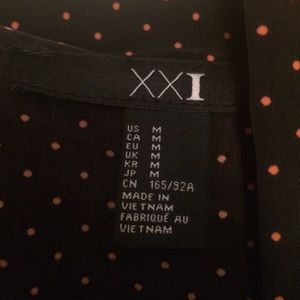 XXI
US M
CA M
EU M
UK M
KR M
JP M
CN 165/92A
MADE IN
VIETNAM
FABRIQUÉ AU
VIETNAM